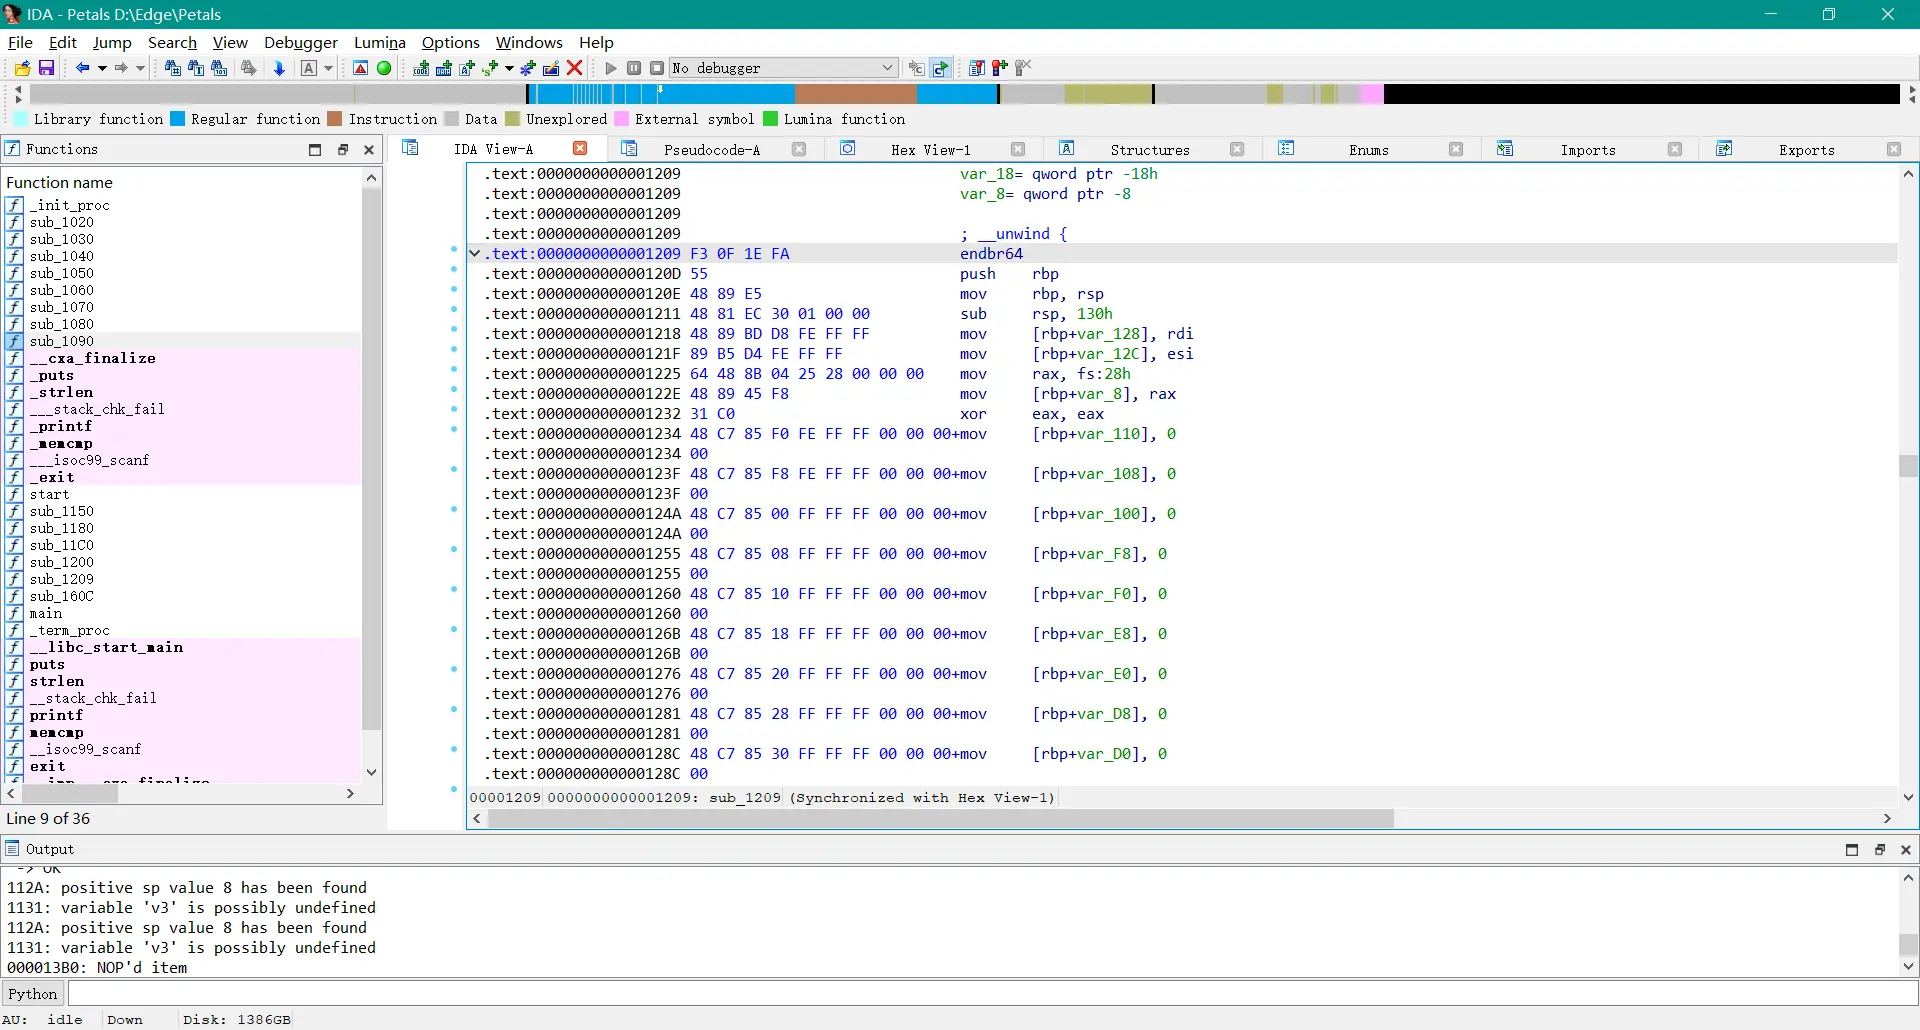 IDA - Petals D:\Edge\Petals
File Edit Jump Search View Debugger Lumina Options Windows Help
No debugger
Library function Regular function Instruction Data Unexplored External symbol Lumina function
Functions
Function name
_init_proc
sub_1020
sub_1030
sub_1040
sub_1050
sub_1060
sub_1070
sub_1080
sub_1090
__cxa_finalize
_puts
_strlen
___stack_chk_fail
_printf
_memcmp
___isoc99_scanf
_exit
start
sub_1150
sub_1180
sub_11C0
sub_1200
sub_1209
sub_160C
main
_term_proc
__libc_start_main
puts
strlen
__stack_chk_fail
printf
memcmp
__isoc99_scanf
exit
__imp___cxa_finalize
Line 9 of 36
IDA View-A Pseudocode-A Hex View-1 Structures Enums Imports Exports
.text:0000000000001209 var_18= qword ptr -18h
.text:0000000000001209 var_8= qword ptr -8
.text:0000000000001209
.text:0000000000001209 ; __unwind {
.text:0000000000001209 F3 0F 1E FA endbr64
.text:000000000000120D 55 push rbp
.text:000000000000120E 48 89 E5 mov rbp, rsp
.text:0000000000001211 48 81 EC 30 01 00 00 sub rsp, 130h
.text:0000000000001218 48 89 BD D8 FE FF FF mov [rbp+var_128], rdi
.text:000000000000121F 89 B5 D4 FE FF FF mov [rbp+var_12C], esi
.text:0000000000001225 64 48 8B 04 25 28 00 00 00 mov rax, fs:28h
.text:000000000000122E 48 89 45 F8 mov [rbp+var_8], rax
.text:0000000000001232 31 C0 xor eax, eax
.text:0000000000001234 48 C7 85 F0 FE FF FF 00 00 00+mov [rbp+var_110], 0
.text:0000000000001234 00
.text:000000000000123F 48 C7 85 F8 FE FF FF 00 00 00+mov [rbp+var_108], 0
.text:000000000000123F 00
.text:000000000000124A 48 C7 85 00 FF FF FF 00 00 00+mov [rbp+var_100], 0
.text:000000000000124A 00
.text:0000000000001255 48 C7 85 08 FF FF FF 00 00 00+mov [rbp+var_F8], 0
.text:0000000000001255 00
.text:0000000000001260 48 C7 85 10 FF FF FF 00 00 00+mov [rbp+var_F0], 0
.text:0000000000001260 00
.text:000000000000126B 48 C7 85 18 FF FF FF 00 00 00+mov [rbp+var_E8], 0
.text:000000000000126B 00
.text:0000000000001276 48 C7 85 20 FF FF FF 00 00 00+mov [rbp+var_E0], 0
.text:0000000000001276 00
.text:0000000000001281 48 C7 85 28 FF FF FF 00 00 00+mov [rbp+var_D8], 0
.text:0000000000001281 00
.text:000000000000128C 48 C7 85 30 FF FF FF 00 00 00+mov [rbp+var_D0], 0
.text:000000000000128C 00
00001209 0000000000001209: sub_1209 (Synchronized with Hex View-1)
Output
-> OK
112A: positive sp value 8 has been found
1131: variable 'v3' is possibly undefined
112A: positive sp value 8 has been found
1131: variable 'v3' is possibly undefined
000013B0: NOP'd item
Python
AU: idle Down Disk: 1386GB